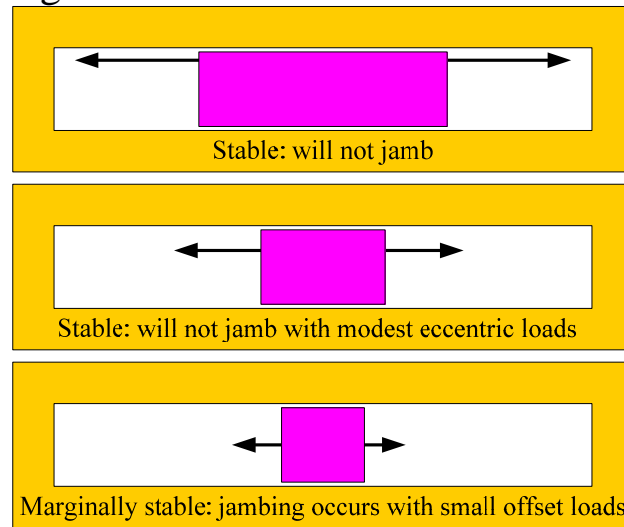 g
Stable: will not jamb
Stable: will not jamb with modest eccentric loads
Marginally stable: jambing occurs with small offset loads